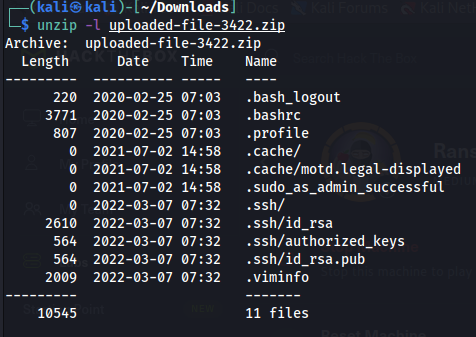 (kali㉿kali)-[~/Downloads]
$ unzip -l uploaded-file-3422.zip
Archive:  uploaded-file-3422.zip
  Length      Date    Time    Name
---------  ---------- -----   ----
      220  2020-02-25 07:03   .bash_logout
     3771  2020-02-25 07:03   .bashrc
      807  2020-02-25 07:03   .profile
        0  2021-07-02 14:58   .cache/
        0  2021-07-02 14:58   .cache/motd.legal-displayed
        0  2021-07-02 14:58   .sudo_as_admin_successful
        0  2022-03-07 07:32   .ssh/
     2610  2022-03-07 07:32   .ssh/id_rsa
      564  2022-03-07 07:32   .ssh/authorized_keys
      564  2022-03-07 07:32   .ssh/id_rsa.pub
     2009  2022-03-07 07:32   .viminfo
---------                     -------
    10545                     11 files